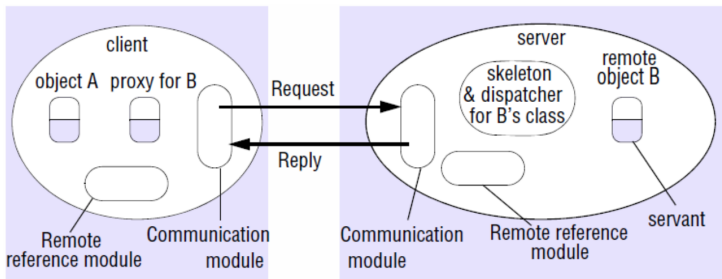 client
object A
proxy for B
Request
Reply
Remote
reference module
Communication
module
server
skeleton
& dispatcher
for B's class
remote
object B
Communication
module
Remote reference
module
servant